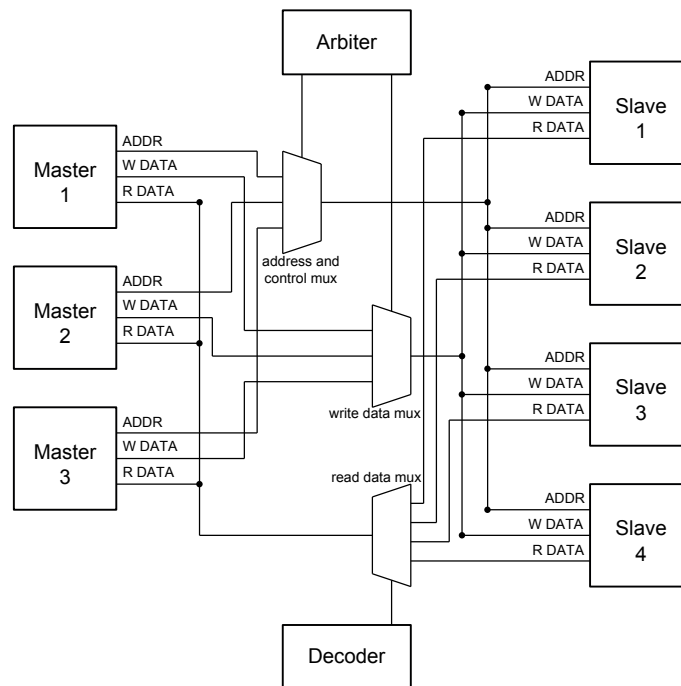 Arbiter
Master
1
ADDR
W DATA
R DATA
Master
2
ADDR
W DATA
R DATA
Master
3
ADDR
W DATA
R DATA
address and
control mux
write data mux
read data mux
ADDR
W DATA
R DATA
Slave
1
ADDR
W DATA
R DATA
Slave
2
ADDR
W DATA
R DATA
Slave
3
ADDR
W DATA
R DATA
Slave
4
Decoder